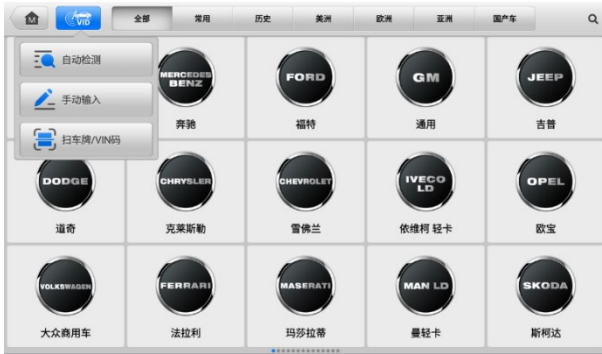 M
VID
全部
常用
历史
美洲
欧洲
亚洲
国产车
自动检测
手动输入
扫车牌/VIN码
MERCEDES
BENZ
奔驰
FORD
福特
GM
通用
JEEP
吉普
DODGE
道奇
CHRYSLER
克莱斯勒
CHEVROLET
雪佛兰
IVECO
LD
依维柯 轻卡
OPEL
欧宝
VOLKSWAGEN
大众商用车
FERRARI
法拉利
MASERATI
玛莎拉蒂
MAN LD
曼轻卡
SKODA
斯柯达